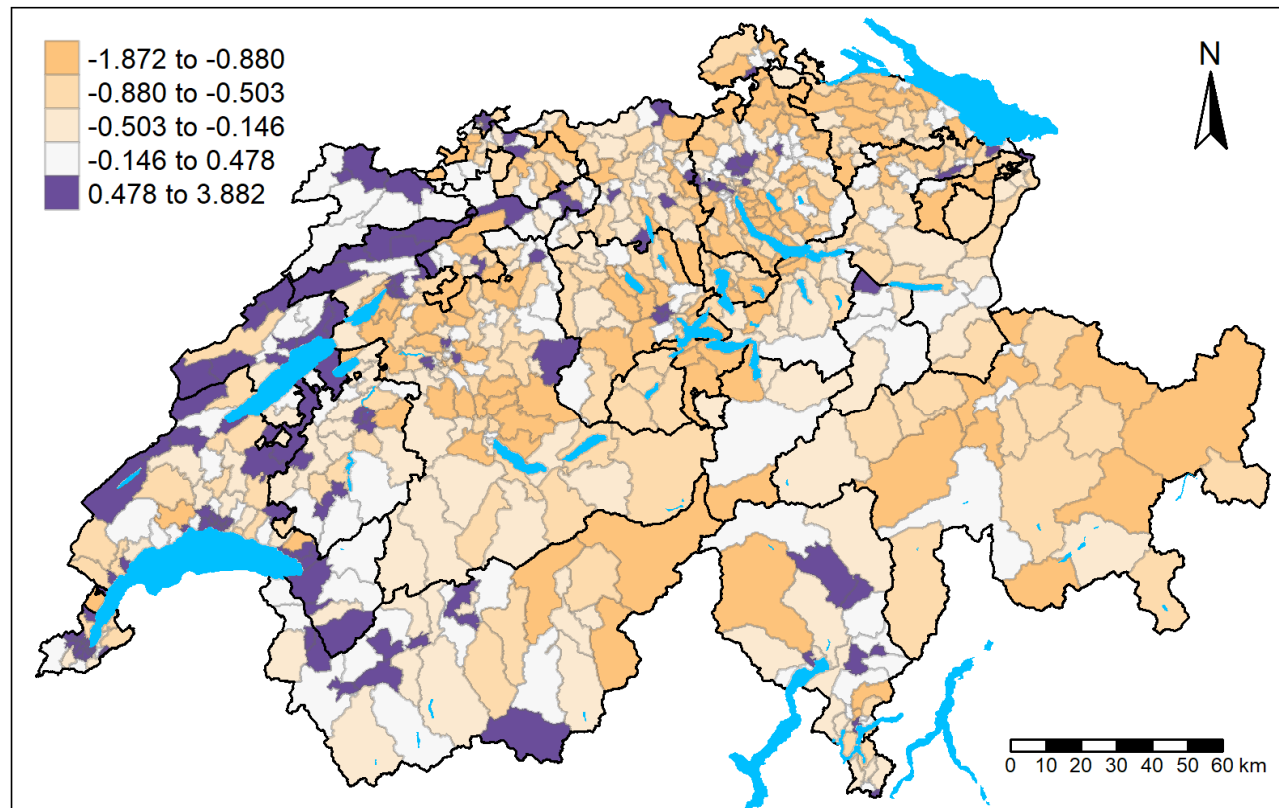 -1.872 to -0.880
-0.880 to -0.503
-0.503 to -0.146
-0.146 to 0.478
0.478 to 3.882
N
0 10 20 30 40 50 60 km